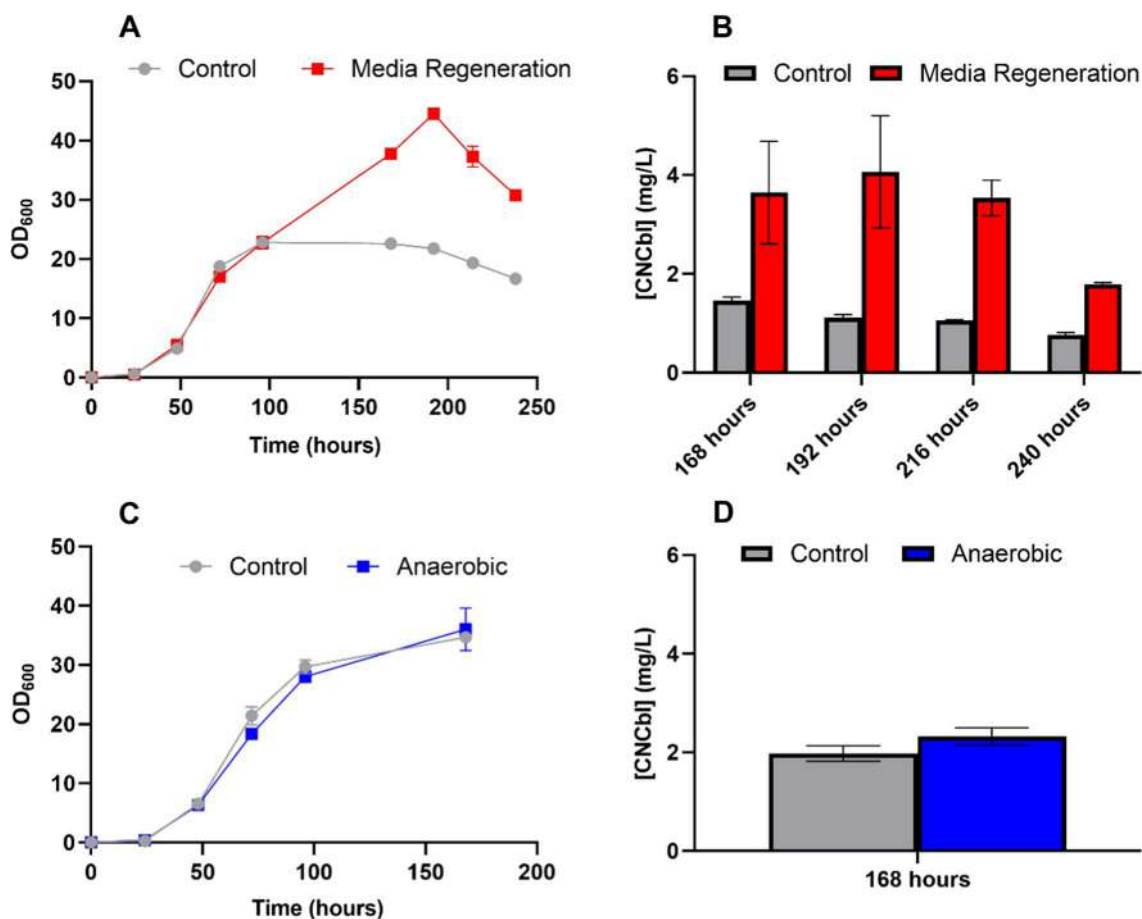 A
Control Media Regeneration
50
40
30
20
10
0
OD600
0 50 100 150 200 250
Time (hours)
B
Control Media Regeneration
6
4
2
0
[CNCbl] (mg/L)
168 hours
192 hours
216 hours
240 hours
C
Control Anaerobic
50
40
30
20
10
0
OD600
0 50 100 150 200
Time (hours)
D
Control Anaerobic
6
4
2
0
[CNCbl] (mg/L)
168 hours